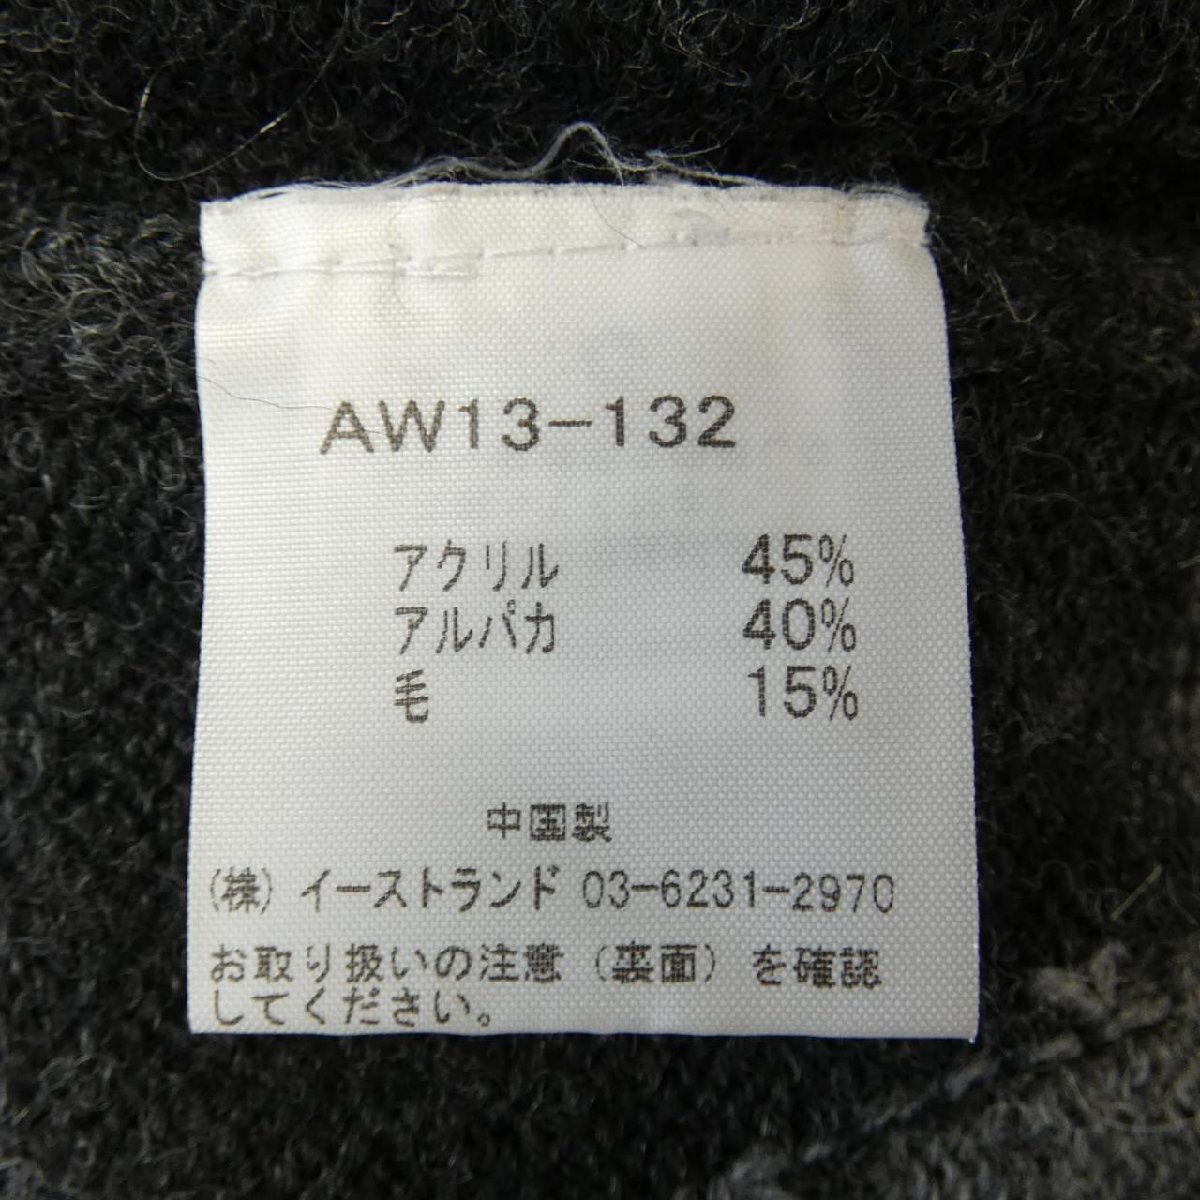 AW13-132
アクリル 45%
アルパカ 40%
毛 15%
中国製
(株) イーストランド 03-6231-2970
お取り扱いの注意 (裏面) を確認
してください。